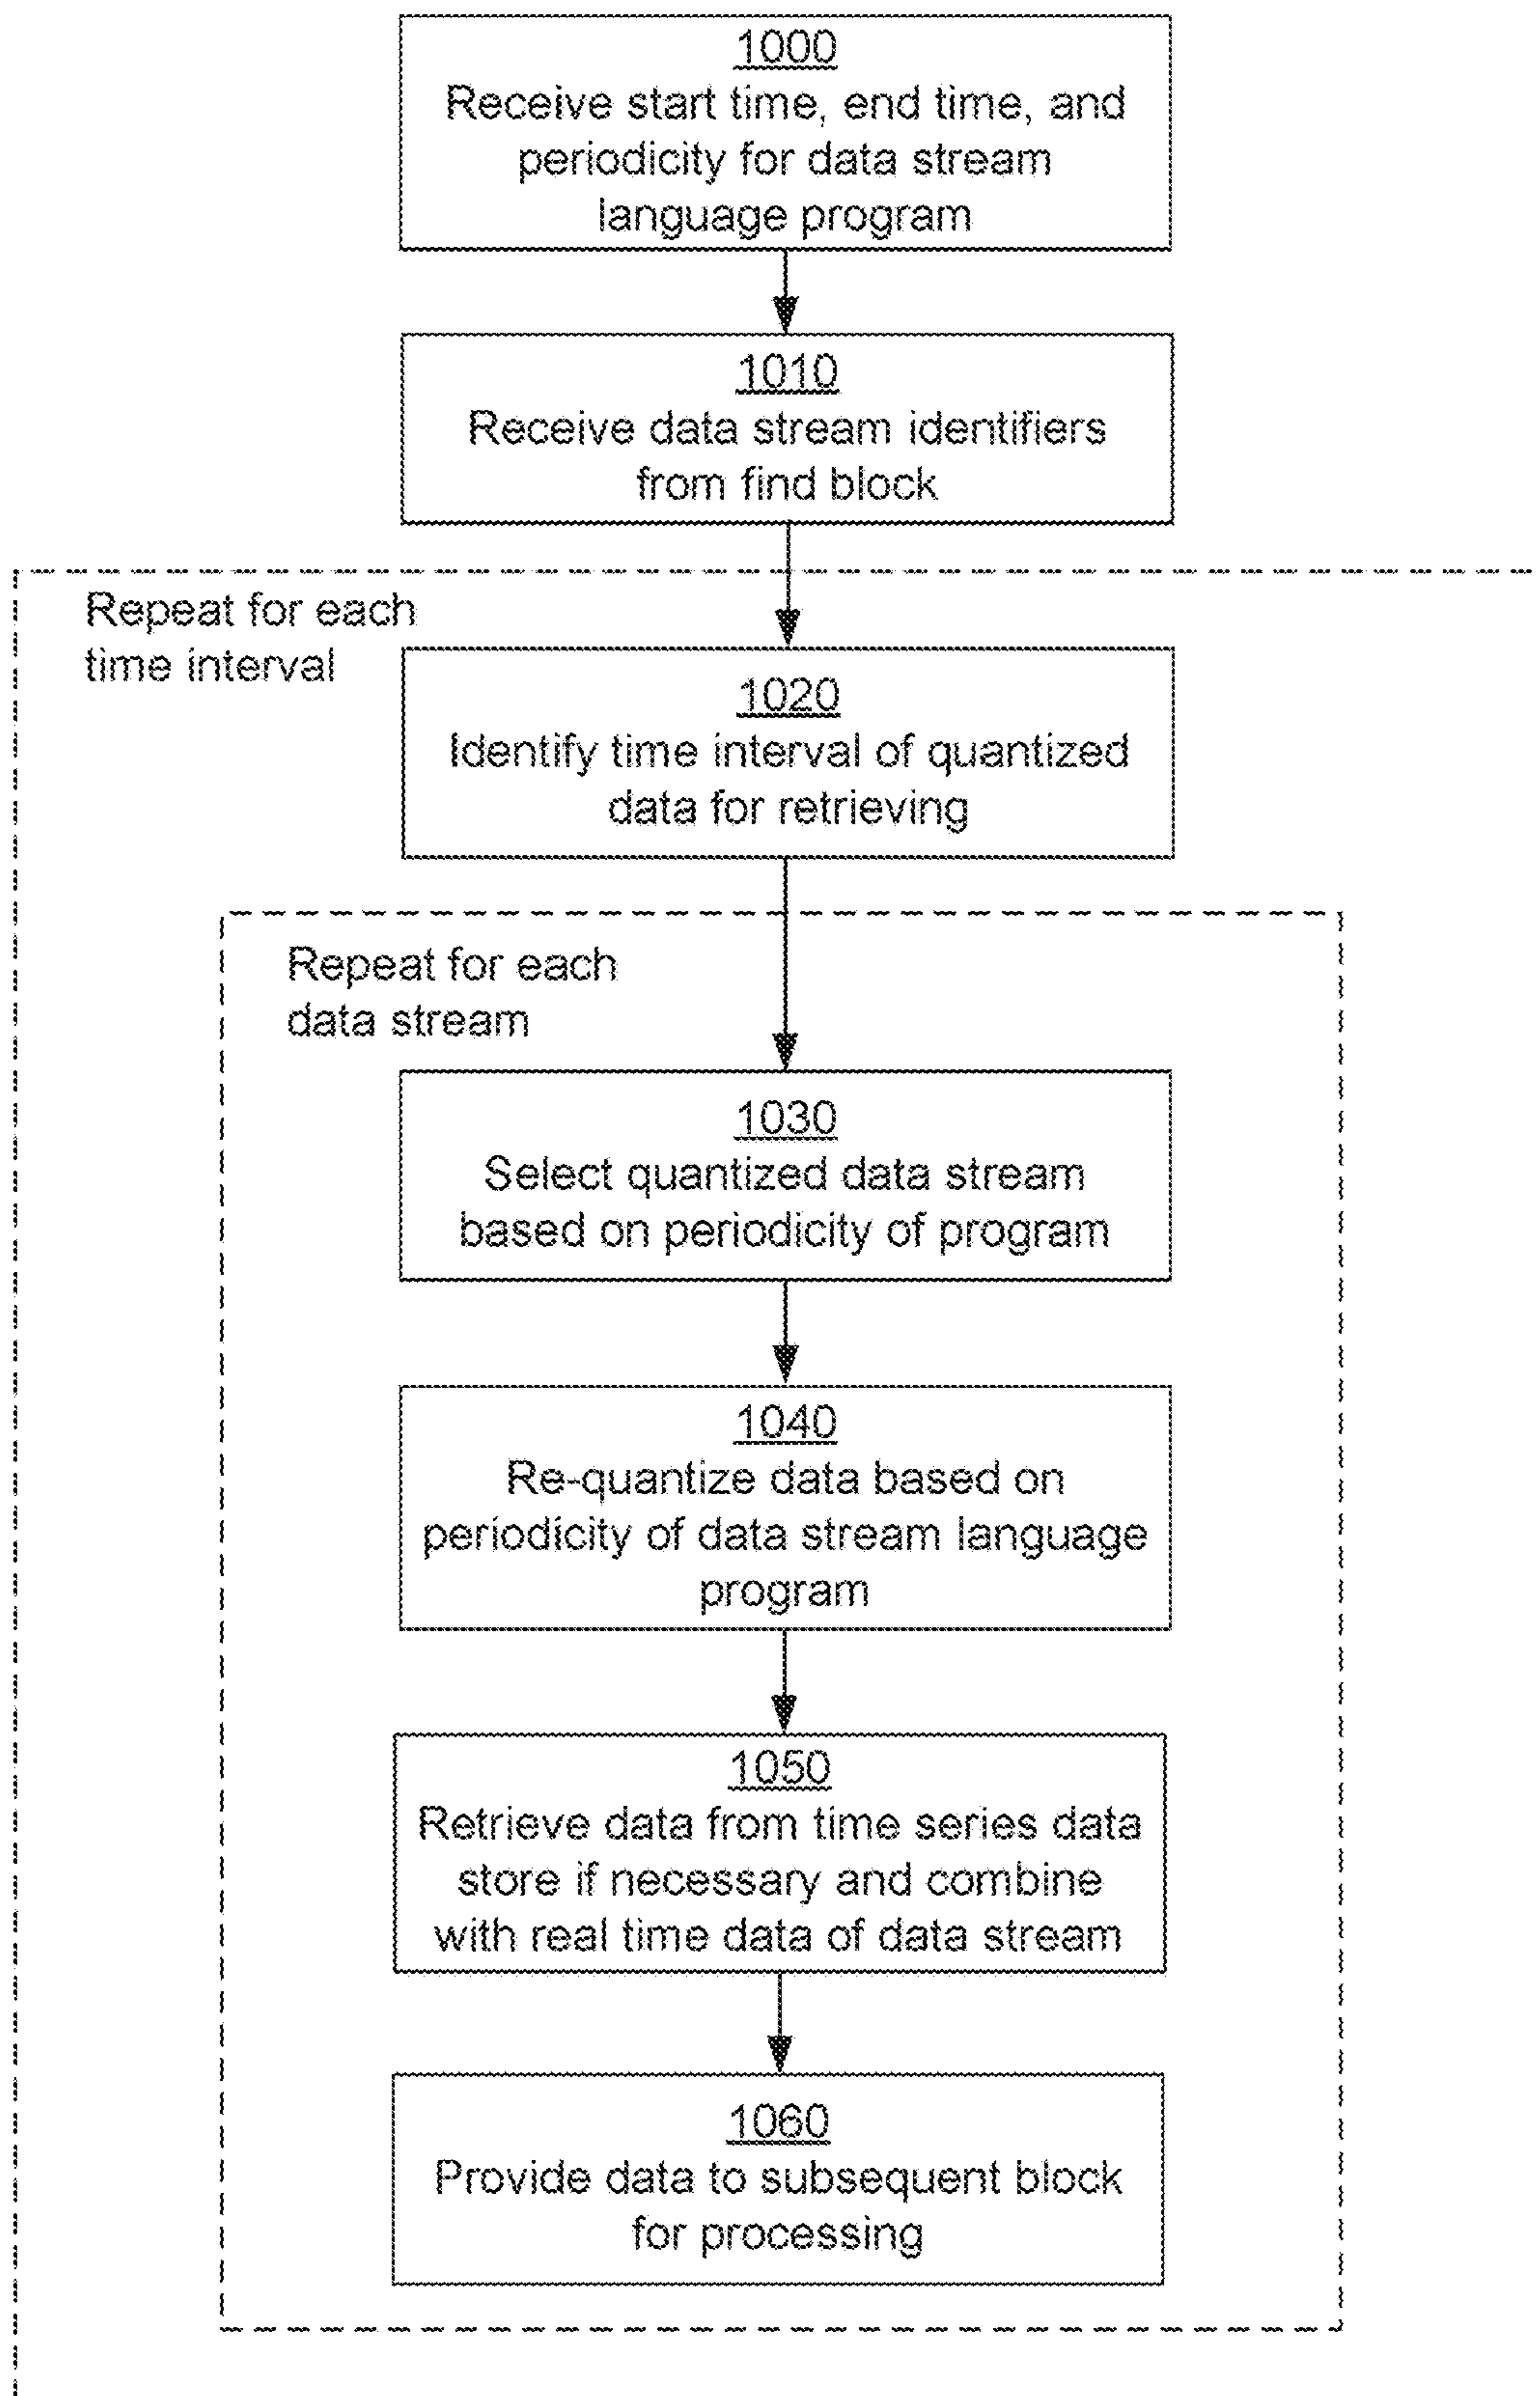 1000
Receive start time, end time, and
periodicity for data stream
language program
1010
Receive data stream identifiers
from find block
Repeat for each
time interval
1020
Identify time interval of quantized
data for retrieving
Repeat for each
data stream
1030
Select quantized data stream
based on periodicity of program
1040
Re-quantize data based on
periodicity of data stream language
program
1050
Retrieve data from time series data
store if necessary and combine
with real time data of data stream
1060
Provide data to subsequent block
for processing